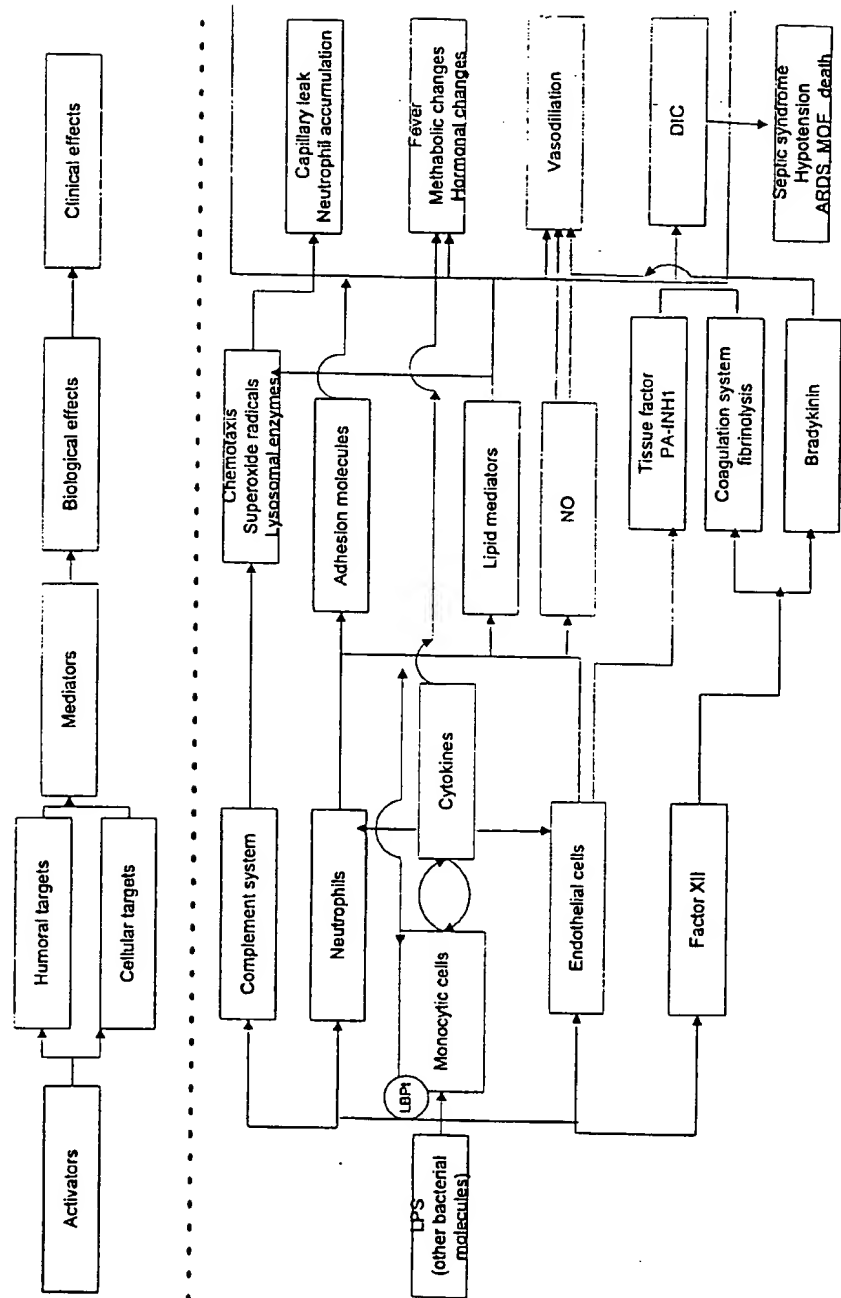 Activators
Humoral targets
Cellular targets
Mediators
Biological effects
Clinical effects
LPS
(other bacterial
molecules)
LBPt
Complement system
Neutrophils
Monocytic cells
Cytokines
Endothelial cells
Factor XII
Chemotaxis
Superoxide radicals
Lysosomal enzymes
Adhesion molecules
Lipid mediators
NO
Tissue factor
PA-INH1
Coagulation system
fibrinolysis
Bradykinin
Capillary leak
Neutrophil accumulation
Fever
Methabolic changes
Hormonal changes
Vasodiliation
DIC
Septic syndrome
Hypotension
ARDS, MOF, death